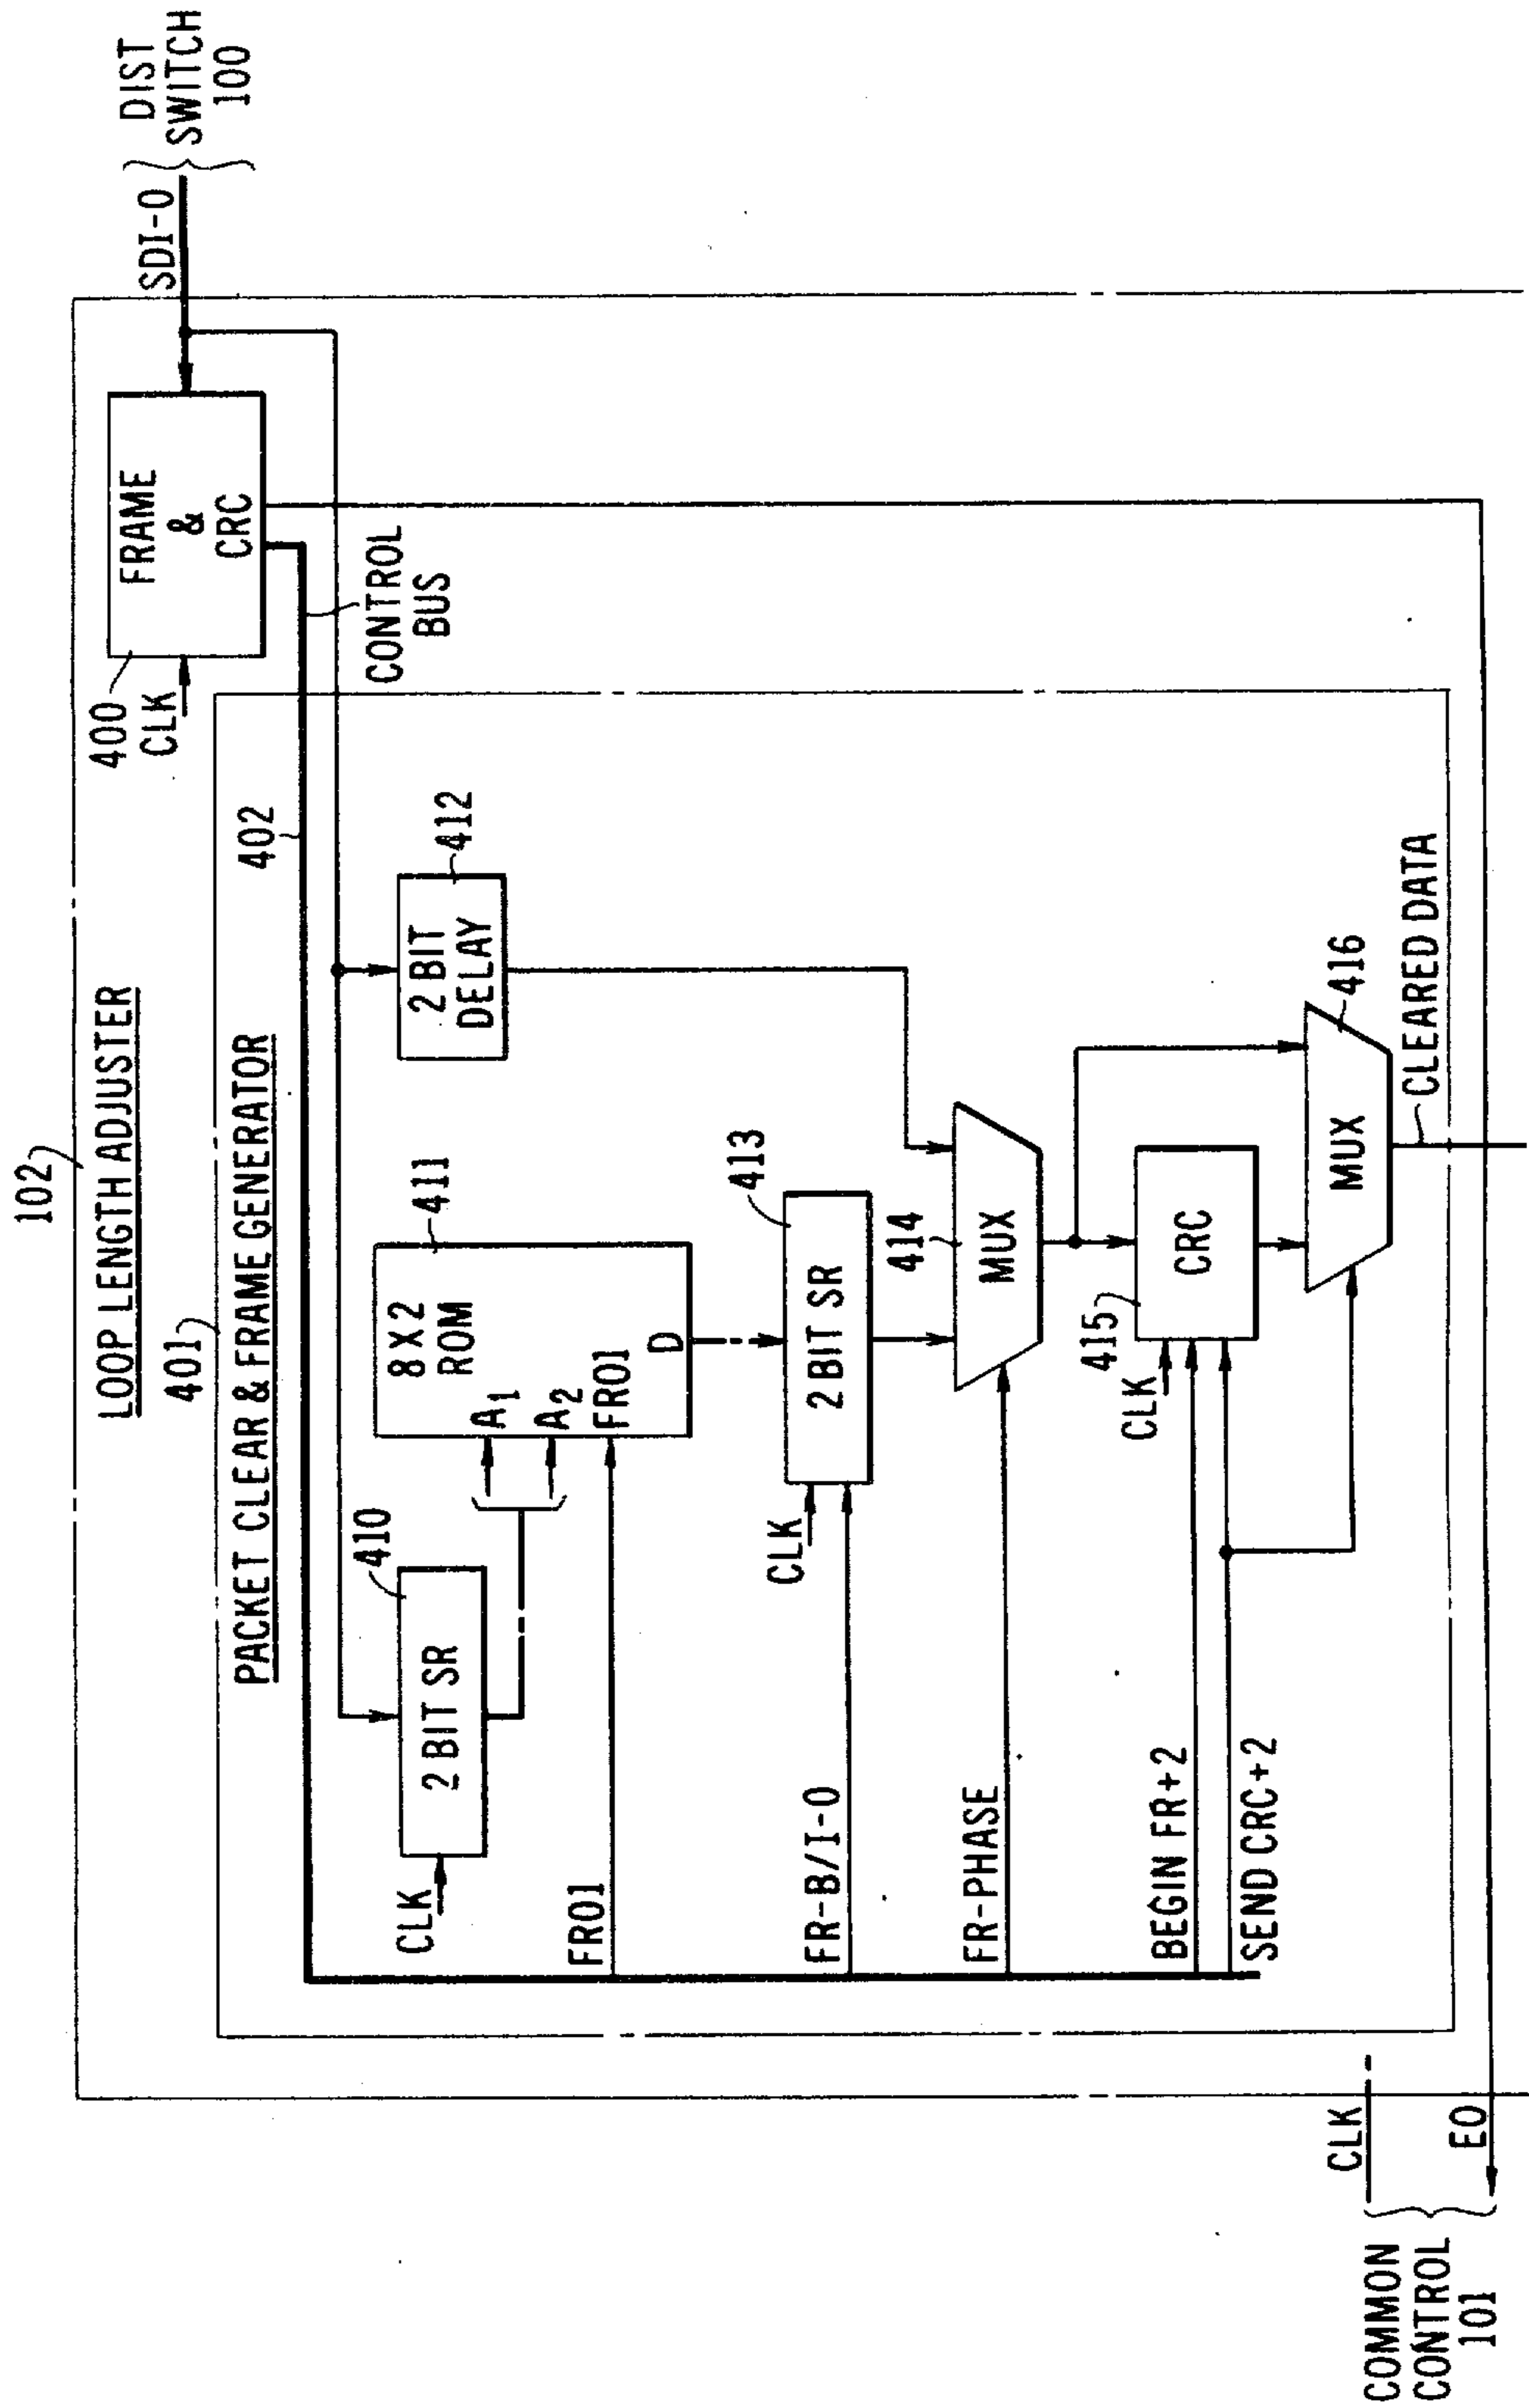 102
LOOP LENGTH ADJUSTER
401
PACKET CLEAR & FRAME GENERATOR
402
400
CLK
FRAME
&
CRC
SDI-0
DIST
SWITCH
100
CONTROL
BUS
410
CLK
2 BIT SR
411
8 X 2
ROM
A1
A2
FR01
D
412
2 BIT
DELAY
FR01
413
CLK
2 BIT SR
FR-B/I-0
414
MUX
FR-PHASE
415
CLK
CRC
BEGIN FR+2
SEND CRC+2
416
MUX
CLEARED DATA
CLK
E0
COMMON
CONTROL
101